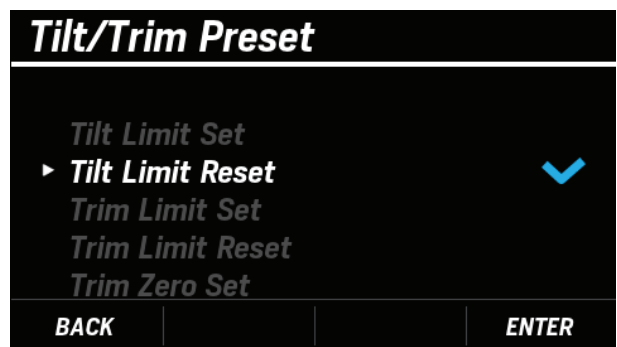 Tilt/Trim Preset
Tilt Limit Set
Tilt Limit Reset
Trim Limit Set
Trim Limit Reset
Trim Zero Set
BACK ENTER